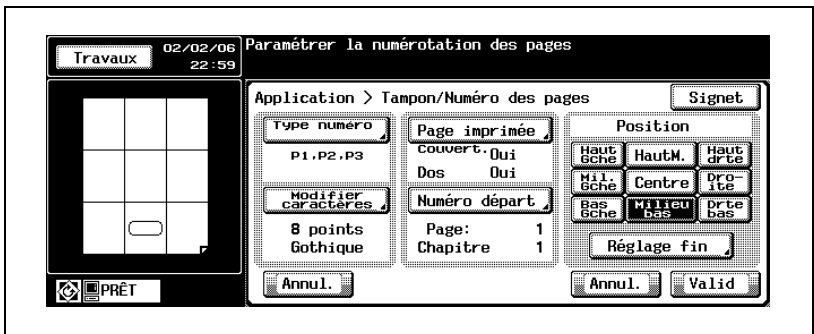 Travaux
02/02/06
22:59
Paramétrer la numérotation des pages
Application > Tampon/Numéro des pages
Signet
Type numéro
P1,P2,P3
Modifier
caractères
8 points
Gothique
Annul.
Page imprimée
Couvert. Oui
Dos Oui
Numéro départ
Page: 1
Chapitre 1
Position
Haut
Gche
HautM.
Haut
drte
Mil.
Gche
Centre
Dro-
ite
Bas
Gche
Milieu
bas
Drte
bas
Réglage fin
Annul.
Valid
PRÊT